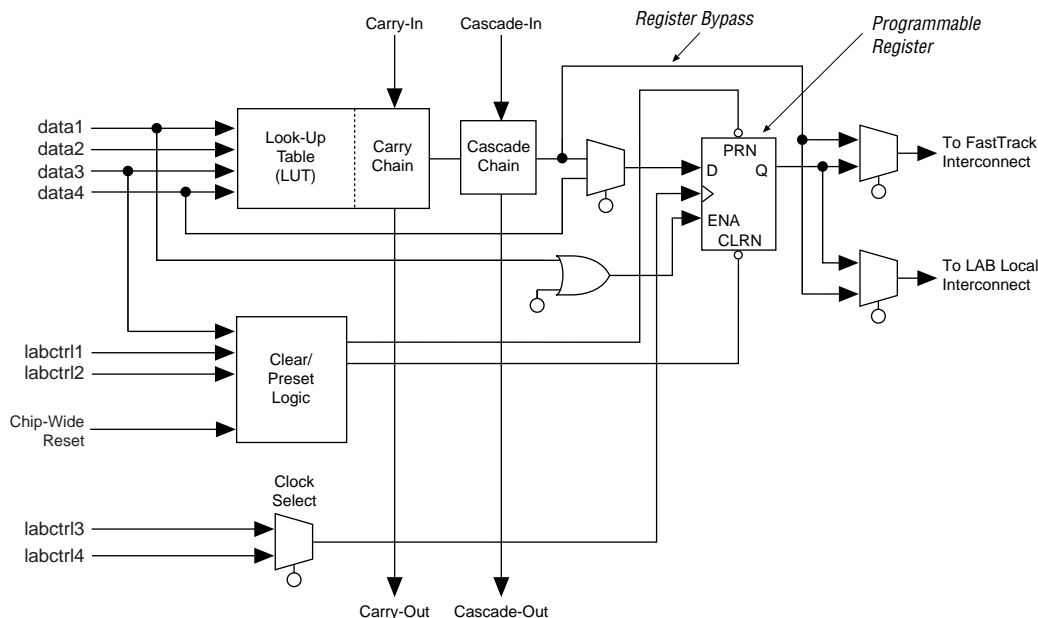 Carry-In
Cascade-In
Register Bypass
Programmable
Register
data1
data2
data3
data4
Look-Up
Table
(LUT)
Carry
Chain
Cascade
Chain
PRN
D
Q
ENA
CLRN
To FastTrack
Interconnect
To LAB Local
Interconnect
labctrl1
labctrl2
Clear/
Preset
Logic
Chip-Wide
Reset
Clock
Select
labctrl3
labctrl4
Carry-Out
Cascade-Out